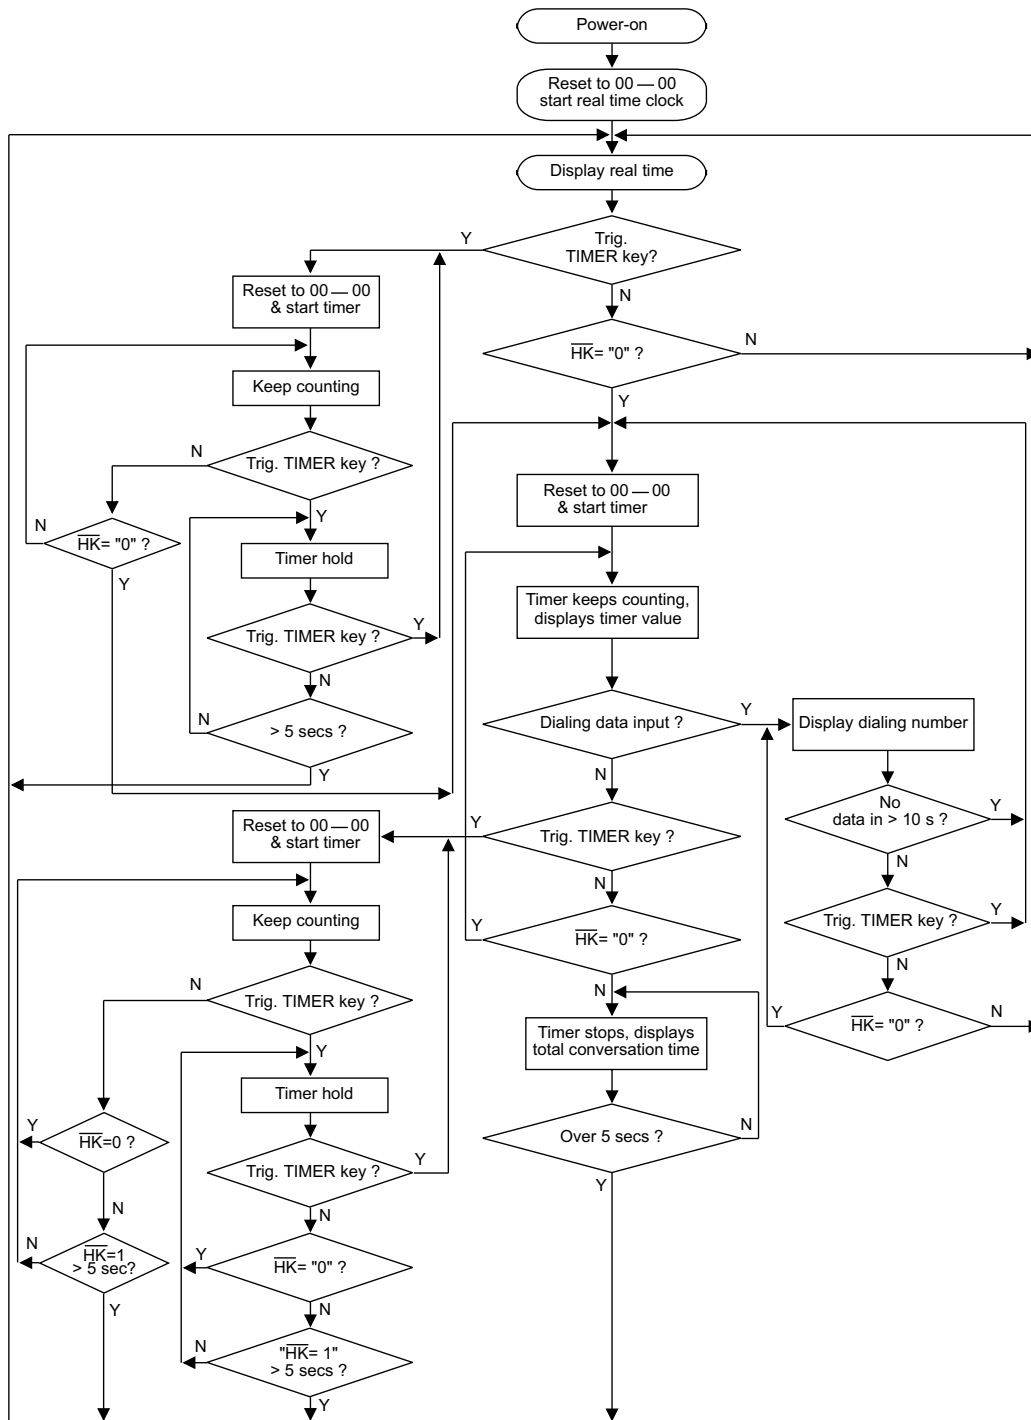 Power-on
Reset to 00 — 00
start real time clock
Display real time
Y
Trig.
TIMER key?
Reset to 00 — 00
& start timer
N
N
HK= "0" ?
Keep counting
Y
N
Trig. TIMER key ?
Reset to 00 — 00
& start timer
Y
N
HK= "0" ?
Timer hold
Y
Timer keeps counting,
displays timer value
Trig. TIMER key ?
Y
N
Y
Dialing data input ?
Display dialing number
N
> 5 secs ?
Y
N
No
data in > 10 s ?
Y
Reset to 00 — 00
& start timer
Y
Trig. TIMER key ?
N
N
Keep counting
Y
HK= "0" ?
Trig. TIMER key ?
Y
N
N
Trig. TIMER key ?
N
Y
HK= "0" ?
N
Y
Timer stops, displays
total conversation time
Timer hold
Y
HK=0 ?
Over 5 secs ?
N
Trig. TIMER key ?
Y
Y
N
N
N
HK=1
> 5 sec?
Y
HK= "0" ?
Y
N
N
"HK= 1"
> 5 secs ?
Y